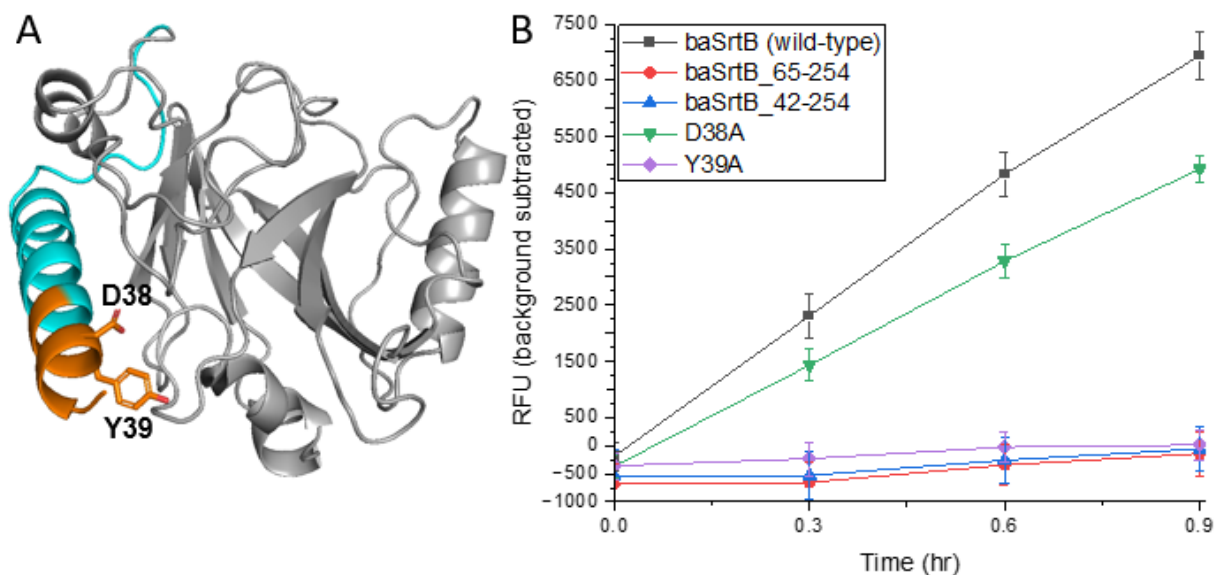 A
D38
Y39
B
RFU (background subtracted)
7500
6500
5500
4500
3500
2500
1500
500
0
−500
−1000
baSrtB (wild-type)
baSrtB_65-254
baSrtB_42-254
D38A
Y39A
0.0
0.3
0.6
0.9
Time (hr)